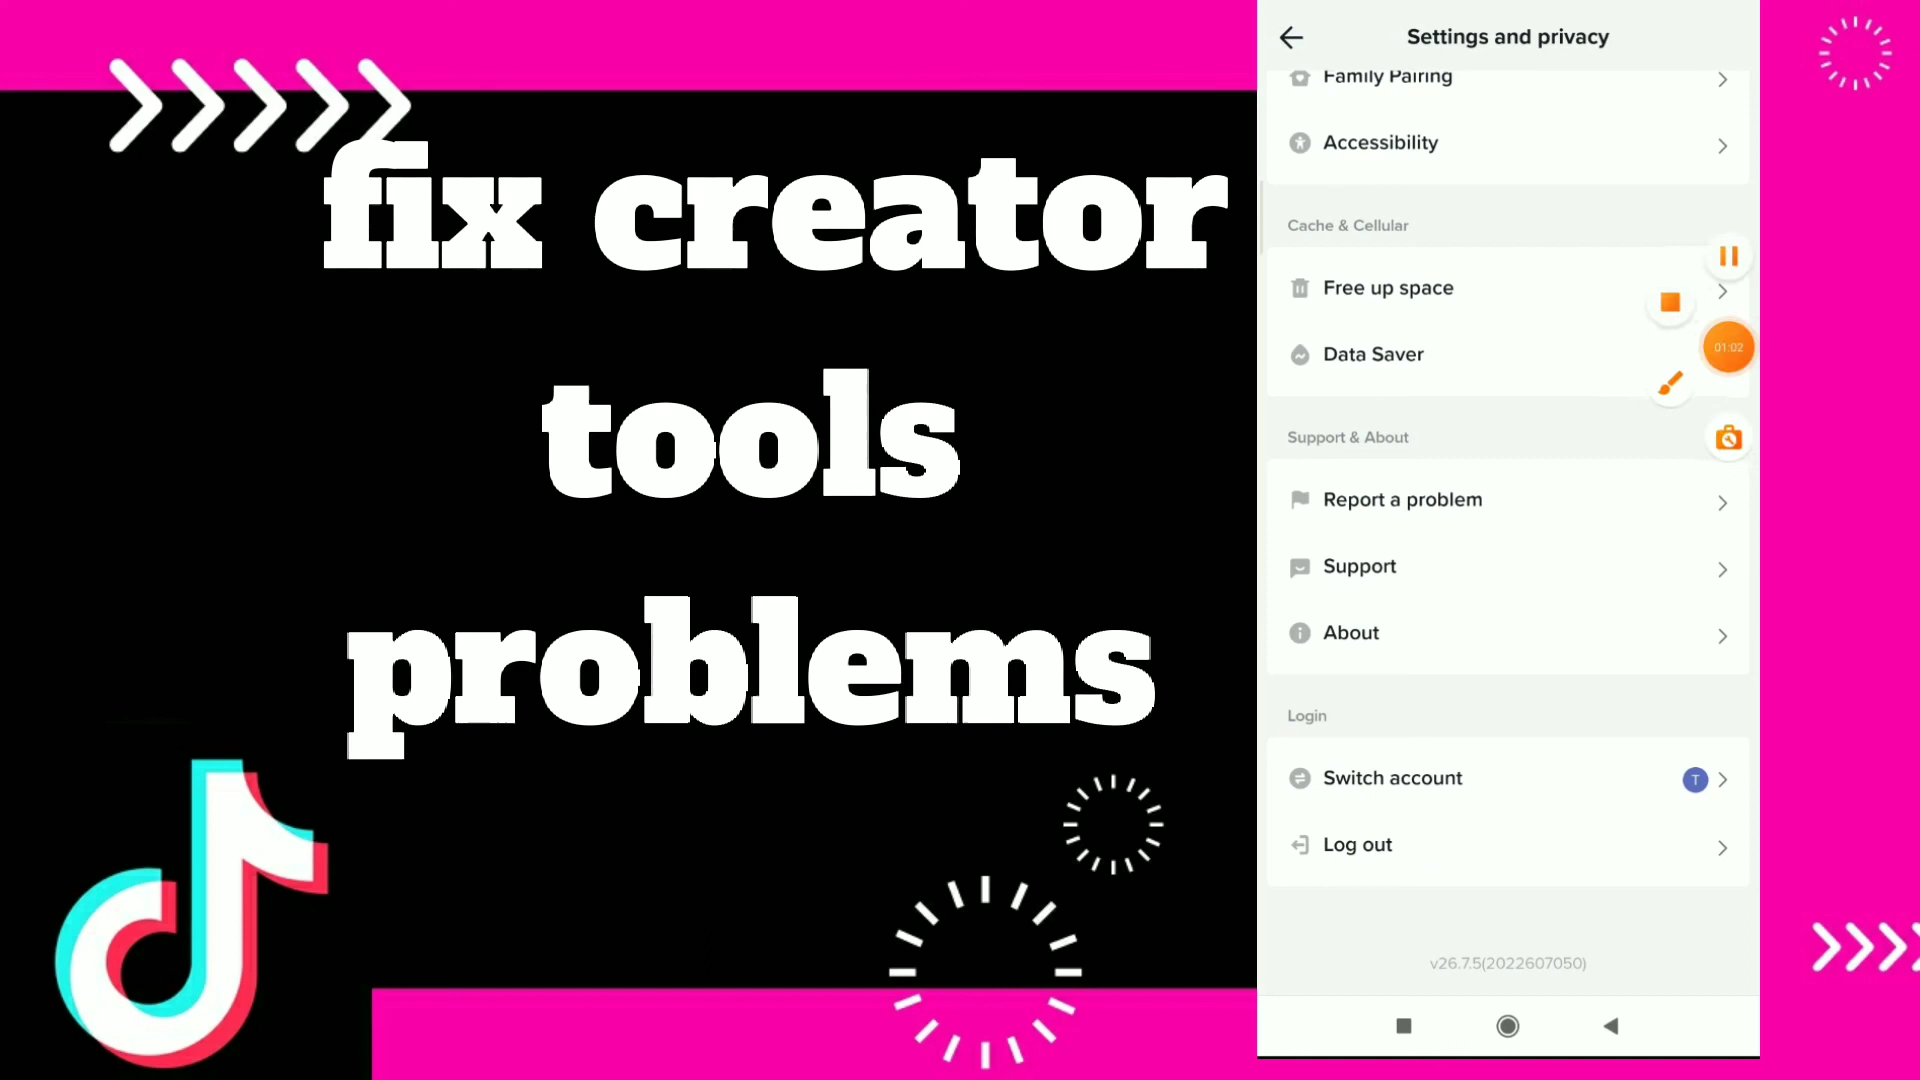 fix creator
tools
problems
Settings and privacy
Family Pairing
Accessibility
Cache & Cellular
Free up space
Data Saver
01:02
Support & About
Report a problem
Support
About
Login
Switch account
T
Log out
v26.7.5(2022607050)